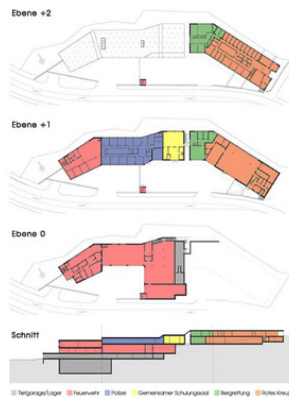 Ebene +2
Ebene +1
Ebene 0
Schnitt
Tiefgarage/Lager Feuerwehr Polizei Gemeinsamer Schulungssaal Bergrettung Rotes Kreuz